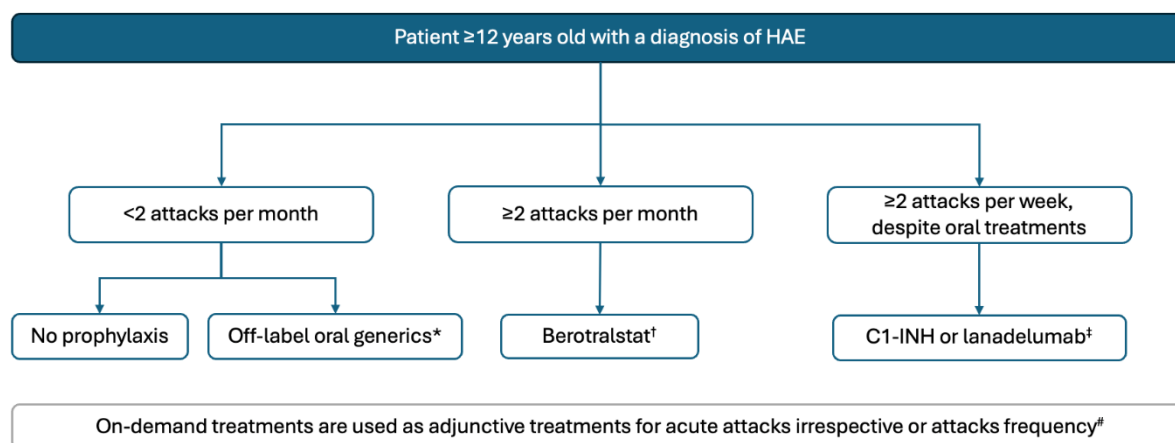 Patient ≥12 years old with a diagnosis of HAE
<2 attacks per month
≥2 attacks per month
≥2 attacks per week,
despite oral treatments
No prophylaxis
Off-label oral generics*
Berotralstat†
C1-INH or lanadelumab‡
On-demand treatments are used as adjunctive treatments for acute attacks irrespective or attacks frequency#